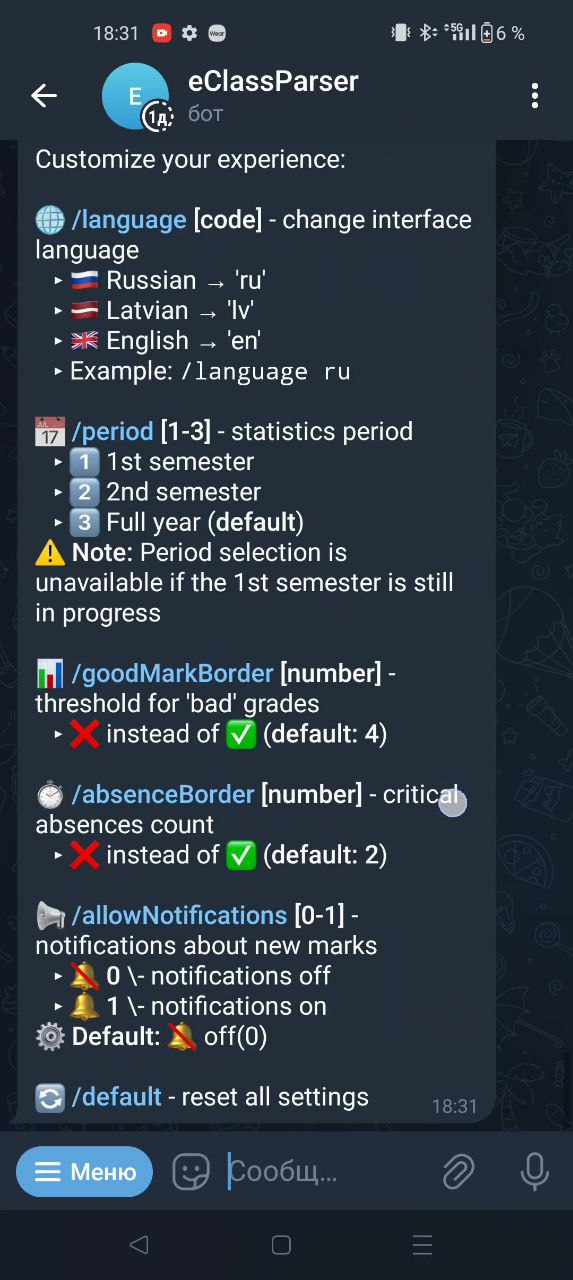 18:31 Wear 5G 6 %
E eClassParser
1д бот
Customize your experience:
🌐 /language [code] - change interface
language
‣ 🇷🇺 Russian → 'ru'
‣ 🇱🇻 Latvian → 'lv'
‣ 🇬🇧 English → 'en'
‣ Example: /language ru
📅 /period [1-3] - statistics period
‣ 1️⃣ 1st semester
‣ 2️⃣ 2nd semester
‣ 3️⃣ Full year (default)
⚠️ Note: Period selection is
unavailable if the 1st semester is still
in progress
📊 /goodMarkBorder [number] -
threshold for 'bad' grades
‣ ❌ instead of ✅ (default: 4)
⏱ /absenceBorder [number] - critical
absences count
‣ ❌ instead of ✅ (default: 2)
📢 /allowNotifications [0-1] -
notifications about new marks
‣ 🔕 0 \- notifications off
‣ 🔔 1 \- notifications on
⚙️ Default: 🔕 off(0)
🔄 /default - reset all settings
18:31
Меню Сообщ...